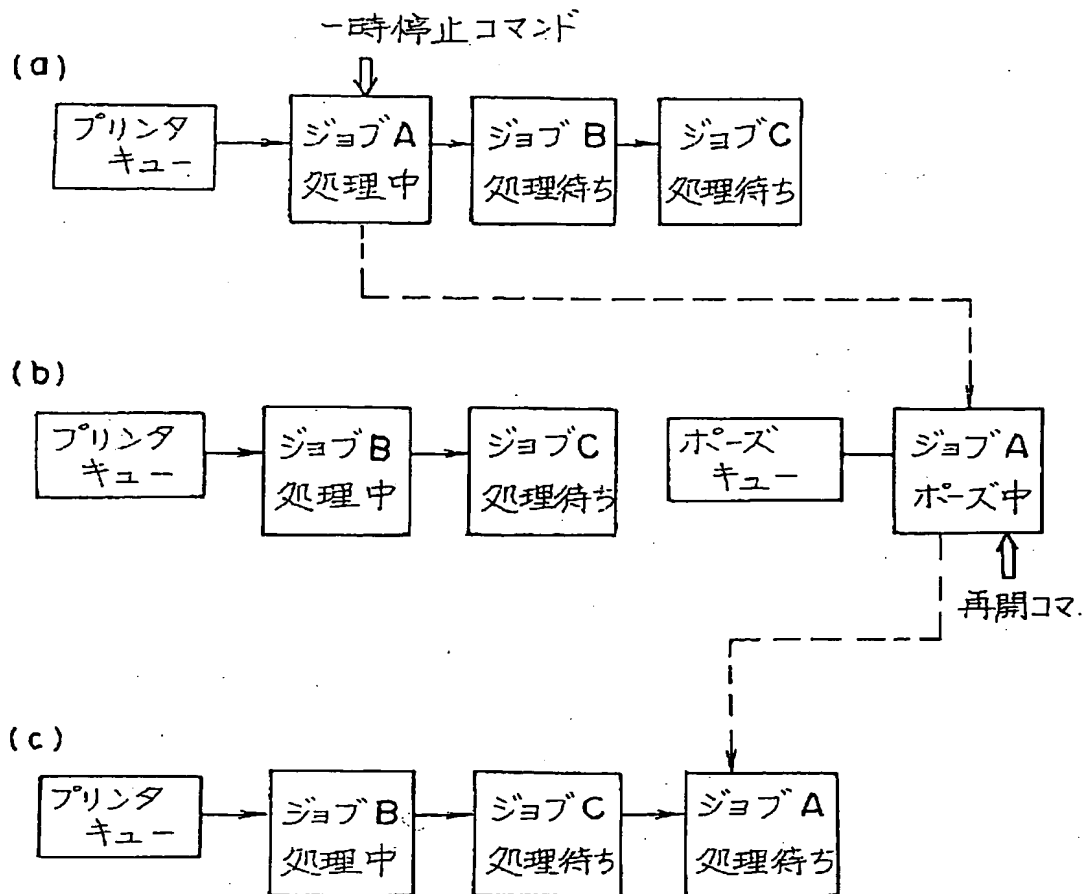 一時停止コマンド
(a)
プリンタ
キュー
ジョブA
処理中
ジョブB
処理待ち
ジョブC
処理待ち
(b)
プリンタ
キュー
ジョブB
処理中
ジョブC
処理待ち
ポーズ
キュー
ジョブA
ポーズ中
再開コマ
(c)
プリンタ
キュー
ジョブB
処理中
ジョブC
処理待ち
ジョブA
処理待ち